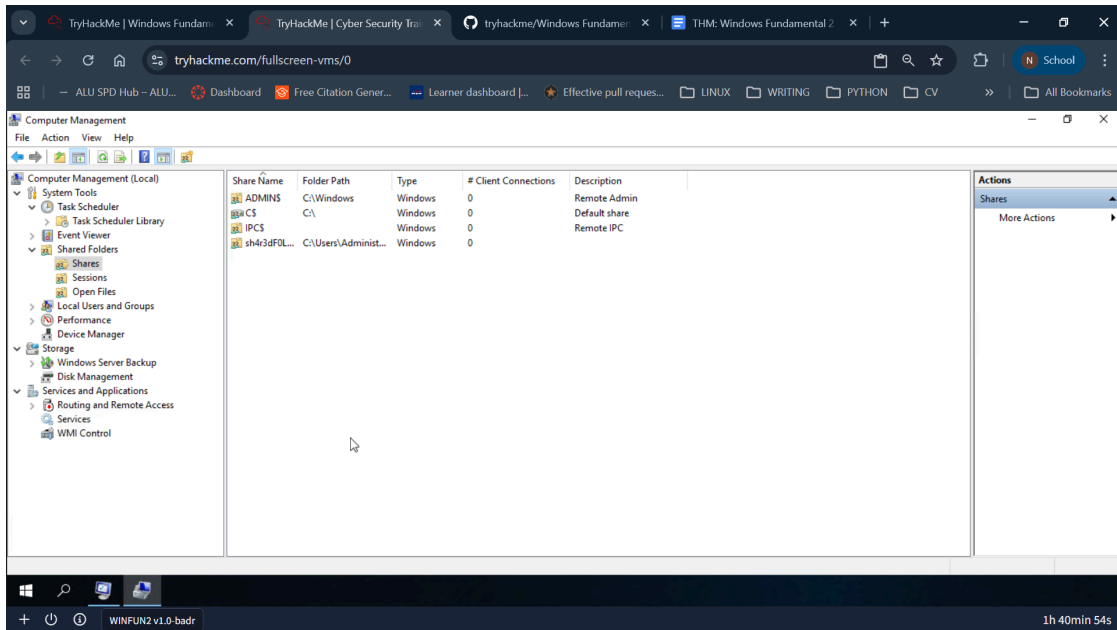 TryHackMe | Windows Fundame
TryHackMe | Cyber Security Trai
tryhackme/Windows Fundamen
THM: Windows Fundamental 2
tryhackme.com/fullscreen-vms/0
N School
ALU SPD Hub – ALU...
Dashboard
Free Citation Gener...
Learner dashboard |...
Effective pull reques...
LINUX
WRITING
PYTHON
CV
All Bookmarks
Computer Management
File Action View Help
Computer Management (Local)
System Tools
Task Scheduler
Task Scheduler Library
Event Viewer
Shared Folders
Shares
Sessions
Open Files
Local Users and Groups
Performance
Device Manager
Storage
Windows Server Backup
Disk Management
Services and Applications
Routing and Remote Access
Services
WMI Control
Share Name Folder Path Type # Client Connections Description
ADMIN$ C:\Windows Windows 0 Remote Admin
C$ C:\ Windows 0 Default share
IPC$ Windows 0 Remote IPC
sh4r3dF0L... C:\Users\Administ... Windows 0
Actions
Shares
More Actions
WINFUN2 v1.0-badr
1h 40min 54s